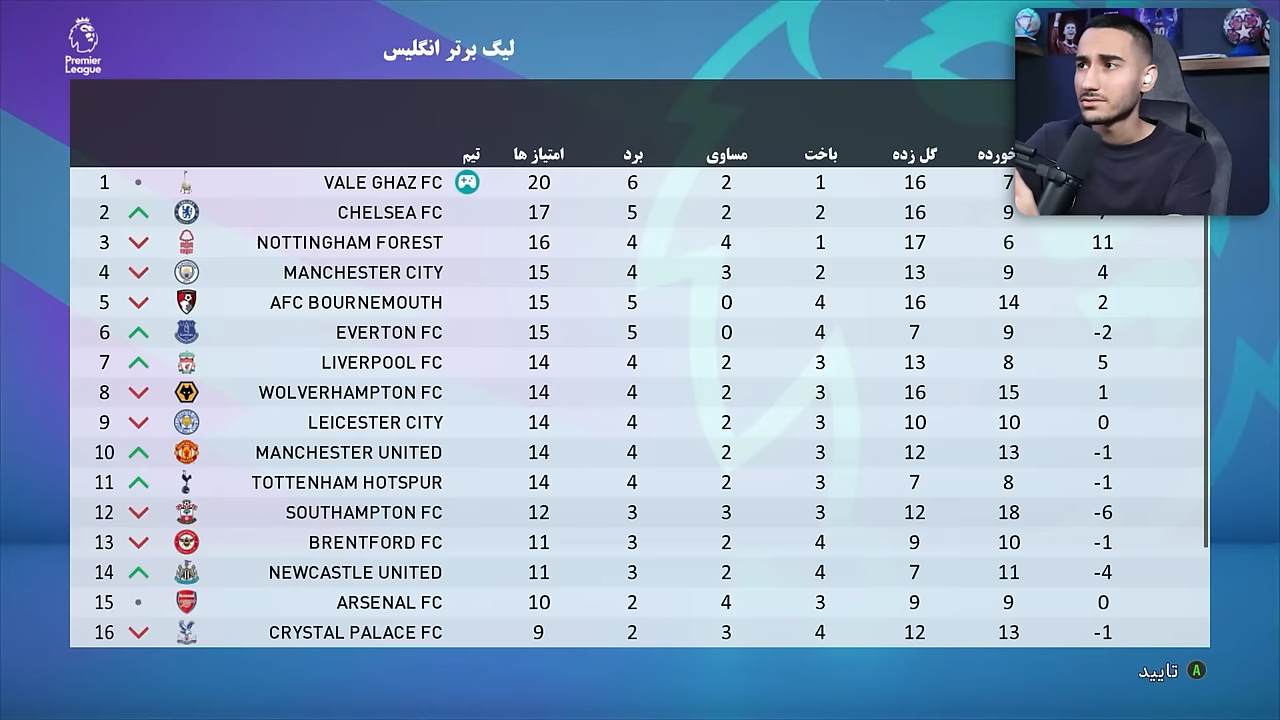 Premier
League
لیگ برتر انگلیس
تیم امتیاز ها برد مساوی باخت گل زده خورده
1 VALE GHAZ FC 20 6 2 1 16 7
2 CHELSEA FC 17 5 2 2 16 9
3 NOTTINGHAM FOREST 16 4 4 1 17 6 11
4 MANCHESTER CITY 15 4 3 2 13 9 4
5 AFC BOURNEMOUTH 15 5 0 4 16 14 2
6 EVERTON FC 15 5 0 4 7 9 -2
7 LIVERPOOL FC 14 4 2 3 13 8 5
8 WOLVERHAMPTON FC 14 4 2 3 16 15 1
9 LEICESTER CITY 14 4 2 3 10 10 0
10 MANCHESTER UNITED 14 4 2 3 12 13 -1
11 TOTTENHAM HOTSPUR 14 4 2 3 7 8 -1
12 SOUTHAMPTON FC 12 3 3 3 12 18 -6
13 BRENTFORD FC 11 3 2 4 9 10 -1
14 NEWCASTLE UNITED 11 3 2 4 7 11 -4
15 ARSENAL FC 10 2 4 3 9 9 0
16 CRYSTAL PALACE FC 9 2 3 4 12 13 -1
تایید A